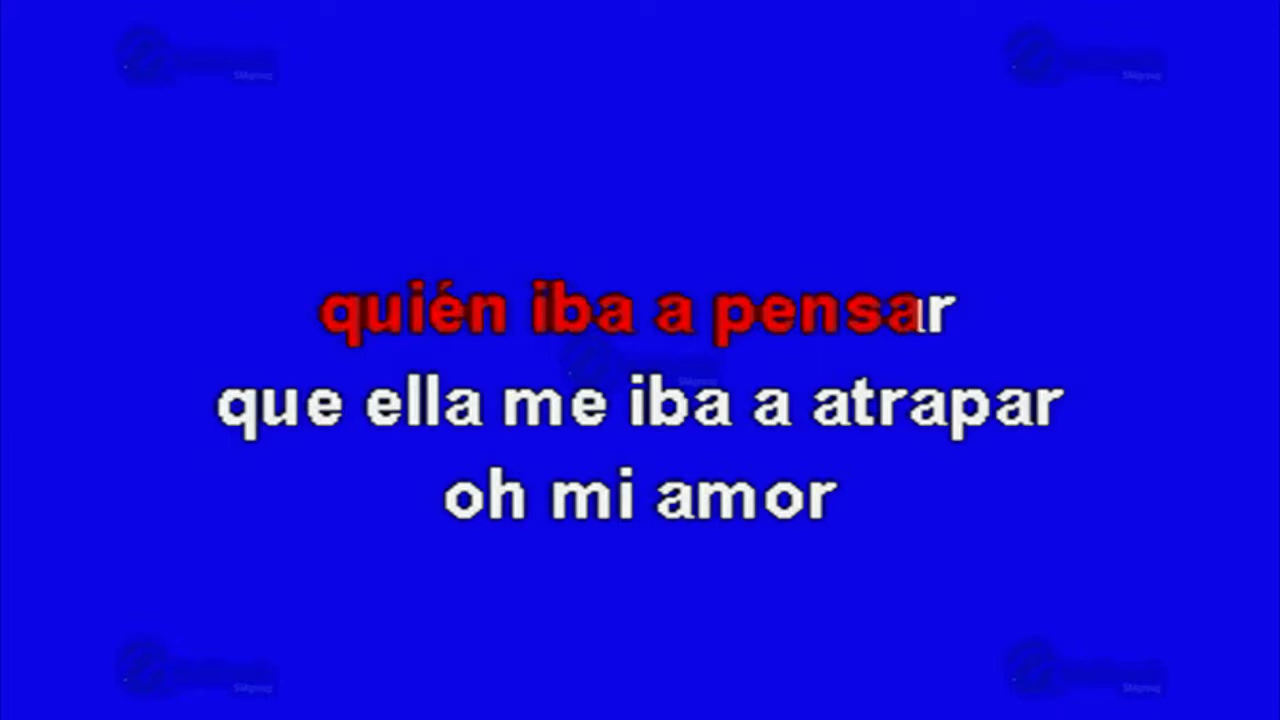 quién iba a pensar
que ella me iba a atrapar
oh mi amor